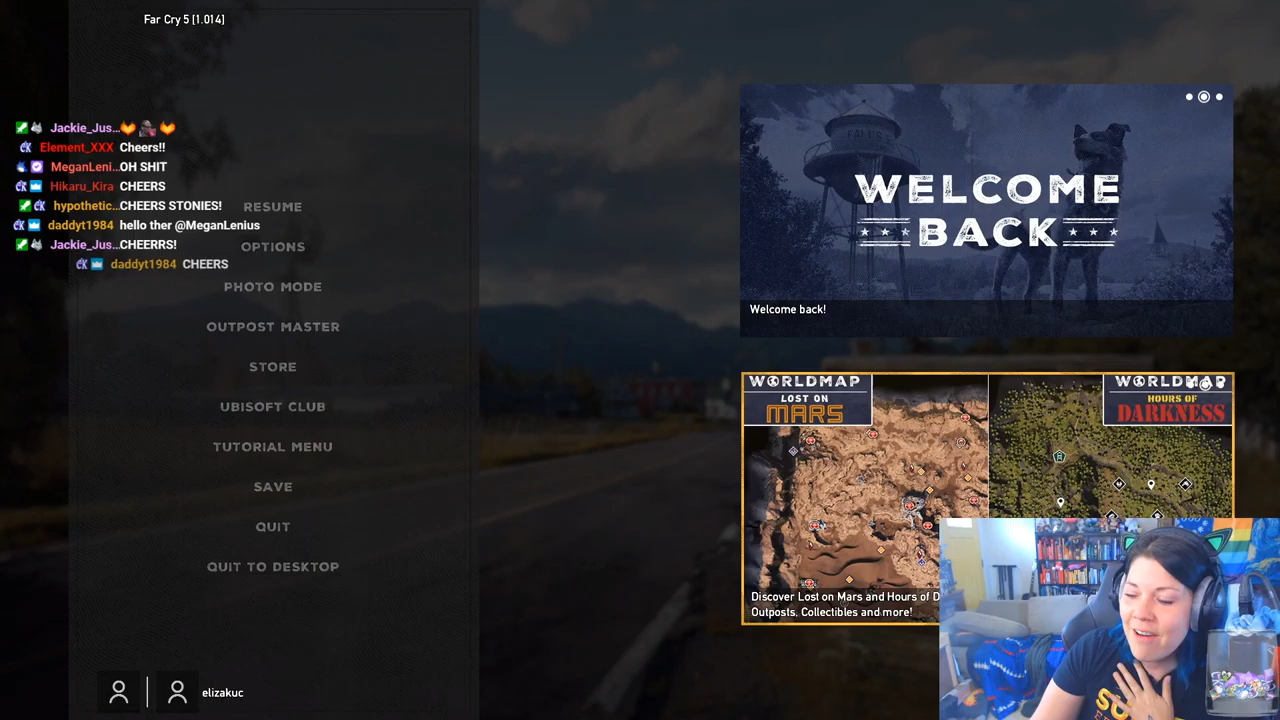 Far Cry 5 [1.014]
Jackie_Jus...
Element_XXX Cheers!!
MeganLeni... OH SHIT
Hikaru_Kira CHEERS
hypothetic... CHEERS STONIES!
daddyt1984 hello ther @MeganLenius
Jackie_Jus... CHEERRS!
daddyt1984 CHEERS
RESUME
OPTIONS
PHOTO MODE
OUTPOST MASTER
STORE
UBISOFT CLUB
TUTORIAL MENU
SAVE
QUIT
QUIT TO DESKTOP
elizakuc
WELCOME
BACK
Welcome back!
WORLDMAP
LOST ON
MARS
WORLDMAP
HOURS OF
DARKNESS
Discover Lost on Mars and Hours of D
Outposts, Collectibles and more!